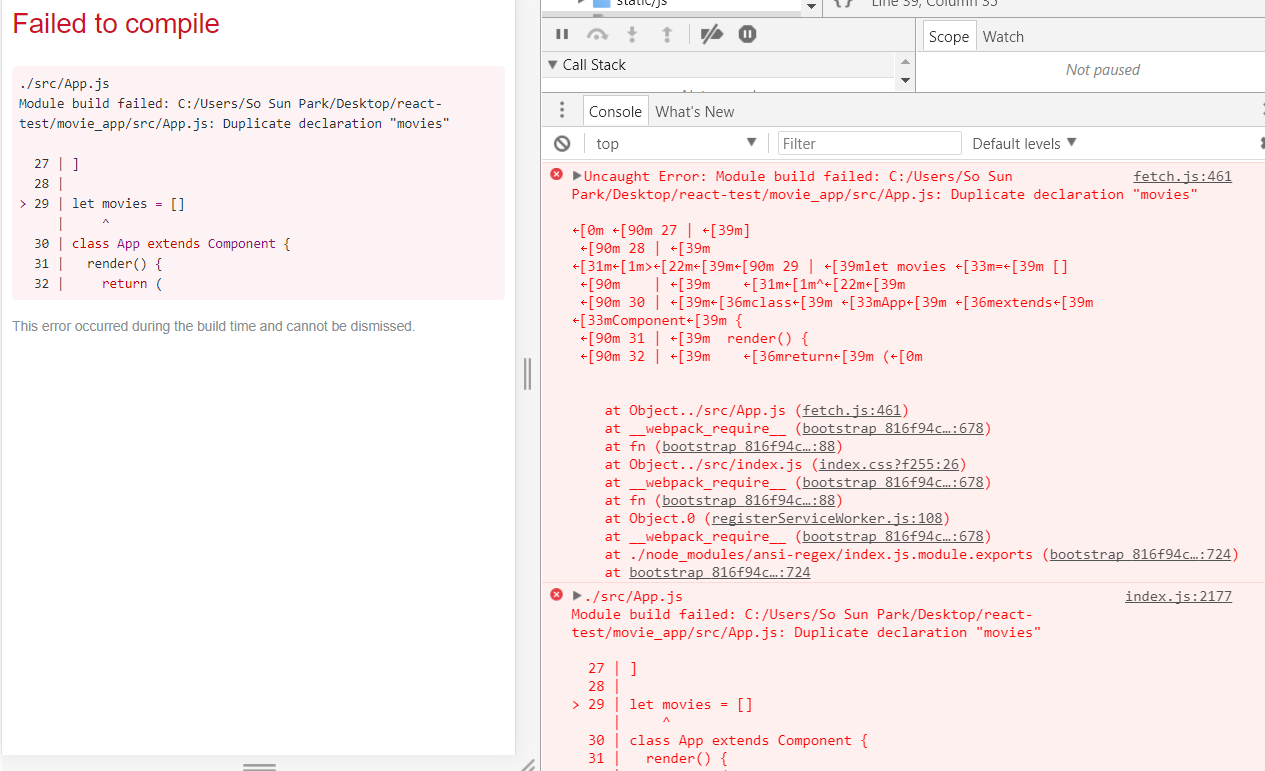 Failed to compile
./src/App.js
Module build failed: C:/Users/So Sun Park/Desktop/react-
test/movie_app/src/App.js: Duplicate declaration "movies"
27 | ]
28 |
> 29 | let movies = []
| ^
30 | class App extends Component {
31 | render() {
32 | return (
This error occurred during the build time and cannot be dismissed.
static/js
{} Line 39, Column 35
Scope
Watch
Call Stack
Not paused
Console
What's New
top
Filter
Default levels
Uncaught Error: Module build failed: C:/Users/So Sun fetch.js:461
Park/Desktop/react-test/movie_app/src/App.js: Duplicate declaration "movies"
←[0m ←[90m 27 | ←[39m]
←[90m 28 | ←[39m
←[31m←[1m>←[22m←[39m←[90m 29 | ←[39mlet movies ←[33m=←[39m []
←[90m | ←[39m ←[31m←[1m^←[22m←[39m
←[90m 30 | ←[39m←[36mclass←[39m ←[33mApp←[39m ←[36mextends←[39m
←[33mComponent←[39m {
←[90m 31 | ←[39m render() {
←[90m 32 | ←[39m ←[36mreturn←[39m (←[0m
at Object../src/App.js (fetch.js:461)
at __webpack_require__ (bootstrap 816f94c…:678)
at fn (bootstrap 816f94c…:88)
at Object../src/index.js (index.css?f255:26)
at __webpack_require__ (bootstrap 816f94c…:678)
at fn (bootstrap 816f94c…:88)
at Object.0 (registerServiceWorker.js:108)
at __webpack_require__ (bootstrap 816f94c…:678)
at ./node_modules/ansi-regex/index.js.module.exports (bootstrap 816f94c…:724)
at bootstrap 816f94c…:724
./src/App.js index.js:2177
Module build failed: C:/Users/So Sun Park/Desktop/react-
test/movie_app/src/App.js: Duplicate declaration "movies"
27 | ]
28 |
> 29 | let movies = []
| ^
30 | class App extends Component {
31 | render() {